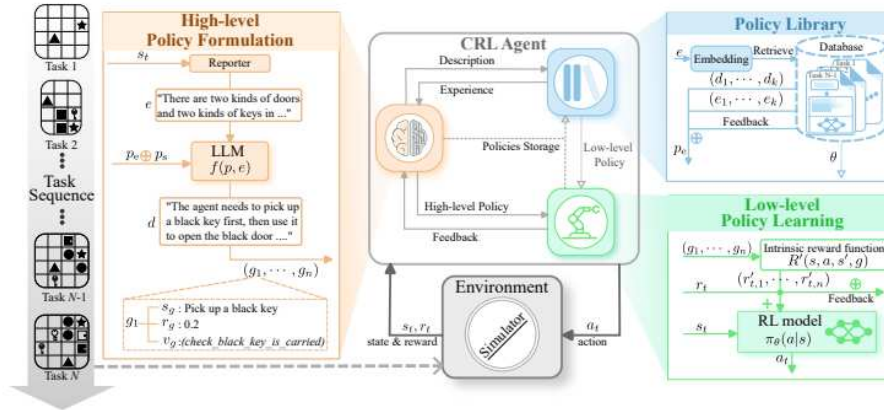 Task 1
Task 2
Task
Sequence
Task N-1
Task N
High-level
Policy Formulation
s_t
Reporter
e
"There are two kinds of doors
and two kinds of keys in ..."
p_e ⊕ p_s
LLM
f(p, e)
d
"The agent needs to pick up
a black key first, then use it
to open the black door ...."
(g_1, ⋯, g_n)
g_1
s_g : Pick up a black key
r_g : 0.2
v_g :(check_black_key_is_carried)
CRL Agent
Description
Experience
Policies Storage
Low-level
Policy
High-level Policy
Feedback
Environment
Simulator
s_t, r_t
state & reward
a_t
action
Policy Library
e
Embedding
Retrieve
Database
Task 1
Task N-1
(d_1, ⋯, d_k)
(e_1, ⋯, e_k)
Feedback
⊕
p_e
θ
Low-level
Policy Learning
(g_1, ⋯, g_n)
Intrinsic reward function
R'(s, a, s', g)
r_t
(r'_{t,1}, ⋯, r'_{t,n})
⊕
Feedback
+
s_t
RL model
π_θ(a|s)
a_t